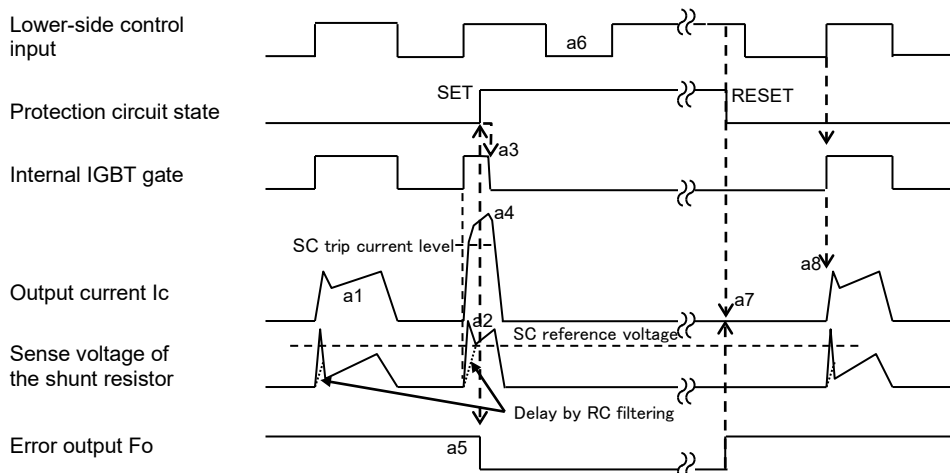 Lower-side control
input
a6
SET
RESET
Protection circuit state
a3
Internal IGBT gate
a4
SC trip current level
a8
Output current Ic
a1
a7
a2
SC reference voltage
Sense voltage of
the shunt resistor
Delay by RC filtering
Error output Fo
a5